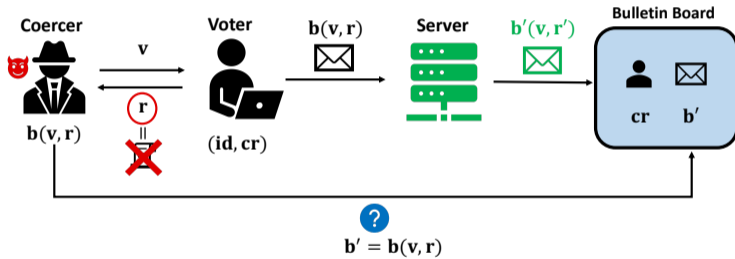 Coercer
Voter
Server
Bulletin Board
v
r
=
b(v, r)
(id, cr)
b(v, r)
b′(v, r′)
cr
b′
?
b′ = b(v, r)